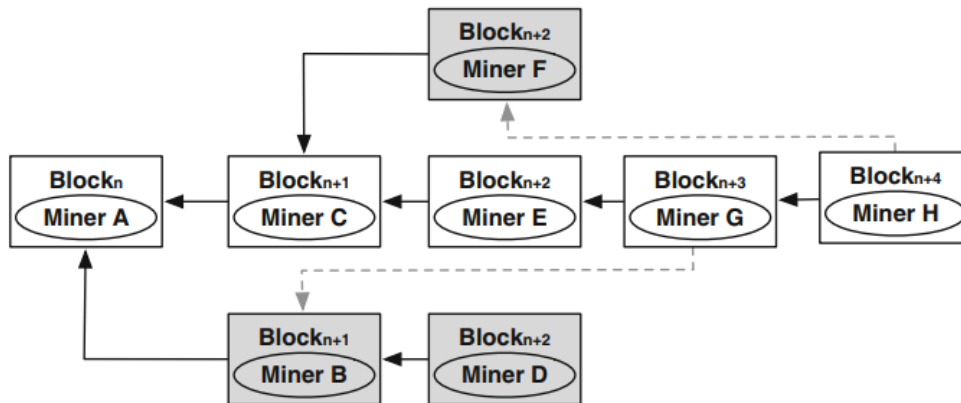 Blockn+2
Miner F
Blockn
Miner A
Blockn+1
Miner C
Blockn+2
Miner E
Blockn+3
Miner G
Blockn+4
Miner H
Blockn+1
Miner B
Blockn+2
Miner D